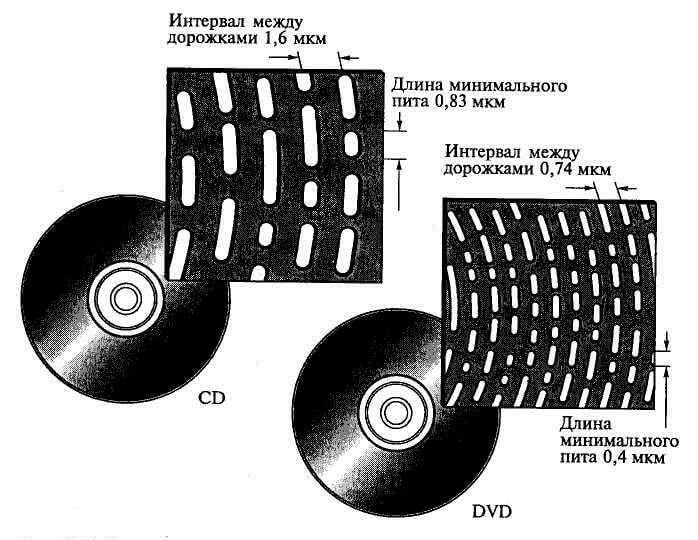 Интервал между
дорожками 1,6 мкм
Длина минимального
пита 0,83 мкм
Интервал между
дорожками 0,74 мкм
CD
Длина
минимального
пита 0,4 мкм
DVD